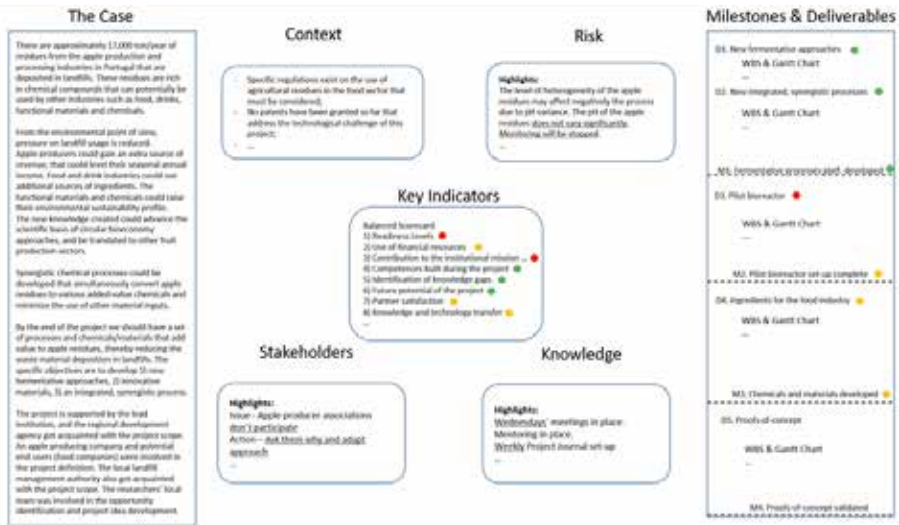 The Case
There are approximately 17,000 ton/year of
residues from the apple production and
processing industries in Portugal that are
deposited in landfills. These residues are rich
in chemical compounds that can potentially be
used by other industries such as food, drinks,
functional materials and chemicals.
From the environmental point of view,
pressure on landfill usage is reduced.
Apple producers could gain an extra source of
revenue, that could level their seasonal annual
income. Food and drink industries could use
additional sources of ingredients. The
functional materials and chemicals could raise
their environmental sustainability profile.
The new knowledge created could advance the
scientific basis of circular bioeconomy
approaches, and be translated to other fruit
production sectors.
Synergistic chemical processes could be
developed that simultaneously convert apple
residues to various added-value chemicals and
minimize the use of other material inputs.
By the end of the project we should have a set
of processes and chemicals/materials that add
value to apple residues, thereby reducing the
waste material deposition in landfills. The
specific objectives are to develop 1) new
fermentative approaches, 2) innovative
materials, 3) an integrated, synergistic process.
The project is supported by the lead
institution, and the regional development
agency got acquainted with the project scope.
An apple producing company and potential
end users (food companies) were involved in
the project definition. The local landfill
management authority also got acquainted
with the project scope. The researchers' local
team was involved in the opportunity
identification and project idea development.
Context
- Specific regulations exist on the use of
agricultural residues in the food sector that
must be considered;
- No patents have been granted so far that
address the technological challenge of this
project;
- ...
Risk
Highlights:
The level of heterogeneity of the apple
residues may affect negatively the process
due to pH variance. The pH of the apple
residues does not vary significantly.
Monitoring will be stopped.
...
Key Indicators
Balanced Scorecard
1) Readiness Levels
2) Use of financial resources
3) Contribution to the institutional mission ...
4) Competences built during the project
5) Identification of knowledge gaps
6) Future potential of the project
7) Partner satisfaction
8) Knowledge and technology transfer
...
Stakeholders
Highlights:
Issue - Apple producer associations
don't participate
Action – Ask them why and adapt
approach
...
Knowledge
Highlights:
Wednesdays' meetings in place
Mentoring in place.
Weekly Project Journal set-up
...
Milestones & Deliverables
D1. New fermentative approaches
WBS & Gantt Chart
...
D2. New integrated, synergistic processes
WBS & Gantt Chart
...
M1. Fermentative processes developed
D3. Pilot Bioreactor
WBS & Gantt Chart
...
M2. Pilot bioreactor set-up complete
D4. Ingredients for the food industry
WBS & Gantt Chart
...
M3. Chemicals and materials developed
D5. Proofs-of-concept
WBS & Gantt Chart
...
M4. Proofs-of-concept validated